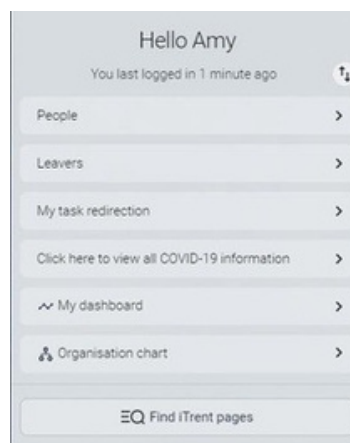 Hello Amy
You last logged in 1 minute ago
People
Leavers
My task redirection
Click here to view all COVID-19 information
My dashboard
Organisation chart
Find iTrent pages